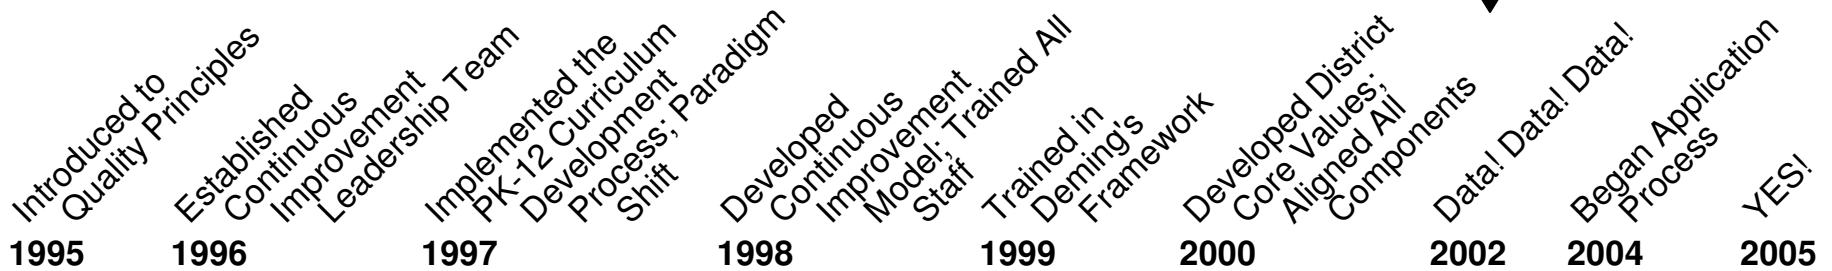 Introduced to
Quality Principles
1995
Established
Continuous
Improvement
Leadership Team
1996
Implemented the
PK-12 Curriculum
Development
Process; Paradigm
Shift
1997
Developed
Continuous
Improvement
Model; Trained All
Staff
1998
Trained in
Deming's
Framework
1999
Developed District
Core Values;
Aligned All
Components
2000
Data! Data! Data!
2002
Began Application
Process
2004
YES!
2005